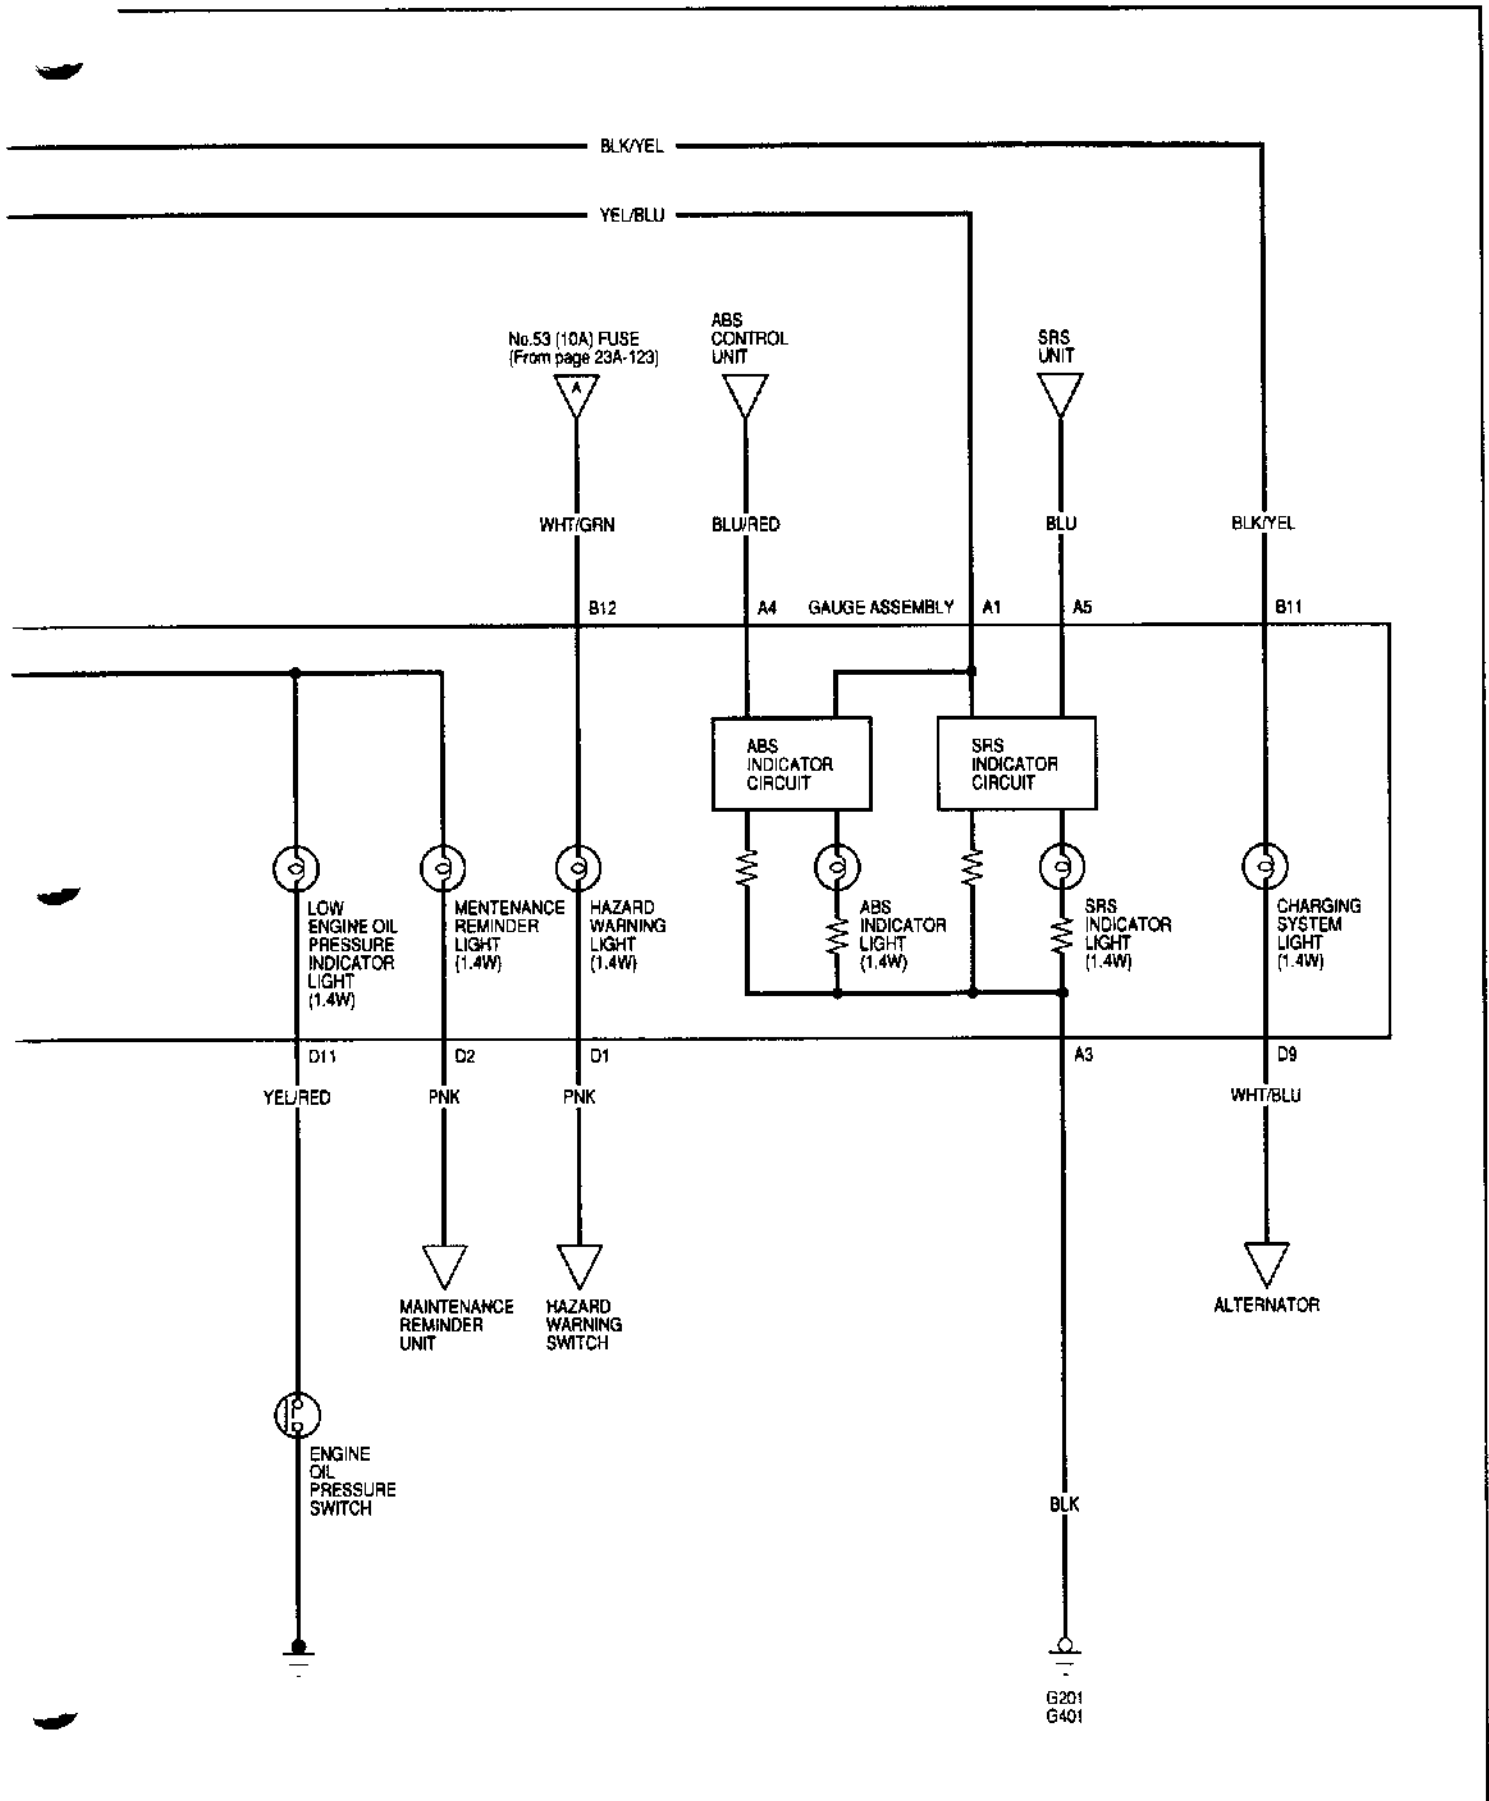 BLK/YEL
YEL/BLU
No.53 (10A) FUSE
(From page 23A-123)
A
ABS
CONTROL
UNIT
SRS
UNIT
WHT/GRN
BLU/RED
BLU
BLK/YEL
B12
A4
GAUGE ASSEMBLY
A1
A5
B11
ABS
INDICATOR
CIRCUIT
SRS
INDICATOR
CIRCUIT
LOW
ENGINE OIL
PRESSURE
INDICATOR
LIGHT
(1.4W)
MENTENANCE
REMINDER
LIGHT
(1.4W)
HAZARD
WARNING
LIGHT
(1.4W)
ABS
INDICATOR
LIGHT
(1.4W)
SRS
INDICATOR
LIGHT
(1.4W)
CHARGING
SYSTEM
LIGHT
(1.4W)
D11
D2
D1
A3
D9
YEL/RED
PNK
PNK
WHT/BLU
MAINTENANCE
REMINDER
UNIT
HAZARD
WARNING
SWITCH
ALTERNATOR
ENGINE
OIL
PRESSURE
SWITCH
BLK
G201
G401